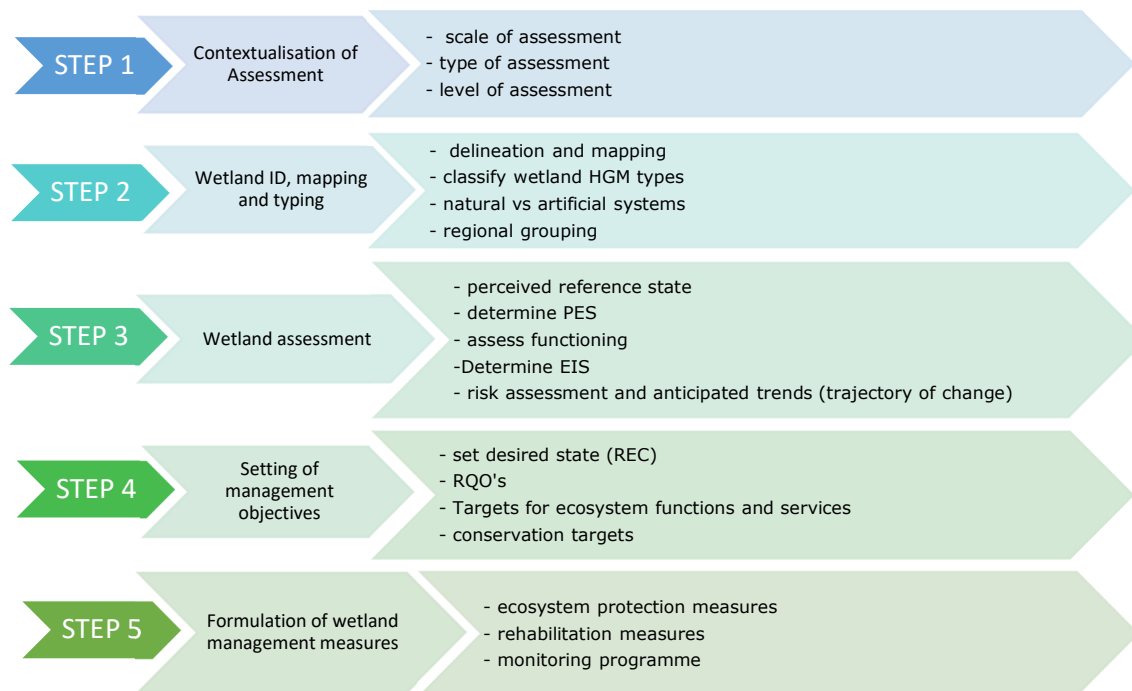 STEP 1
Contextualisation of
Assessment
- scale of assessment
- type of assessment
- level of assessment
STEP 2
Wetland ID, mapping
and typing
- delineation and mapping
- classify wetland HGM types
- natural vs artificial systems
- regional grouping
STEP 3
Wetland assessment
- perceived reference state
- determine PES
- assess functioning
-Determine EIS
- risk assessment and anticipated trends (trajectory of change)
STEP 4
Setting of
management
objectives
- set desired state (REC)
- RQO's
- Targets for ecosystem functions and services
- conservation targets
STEP 5
Formulation of wetland
management measures
- ecosystem protection measures
- rehabilitation measures
- monitoring programme